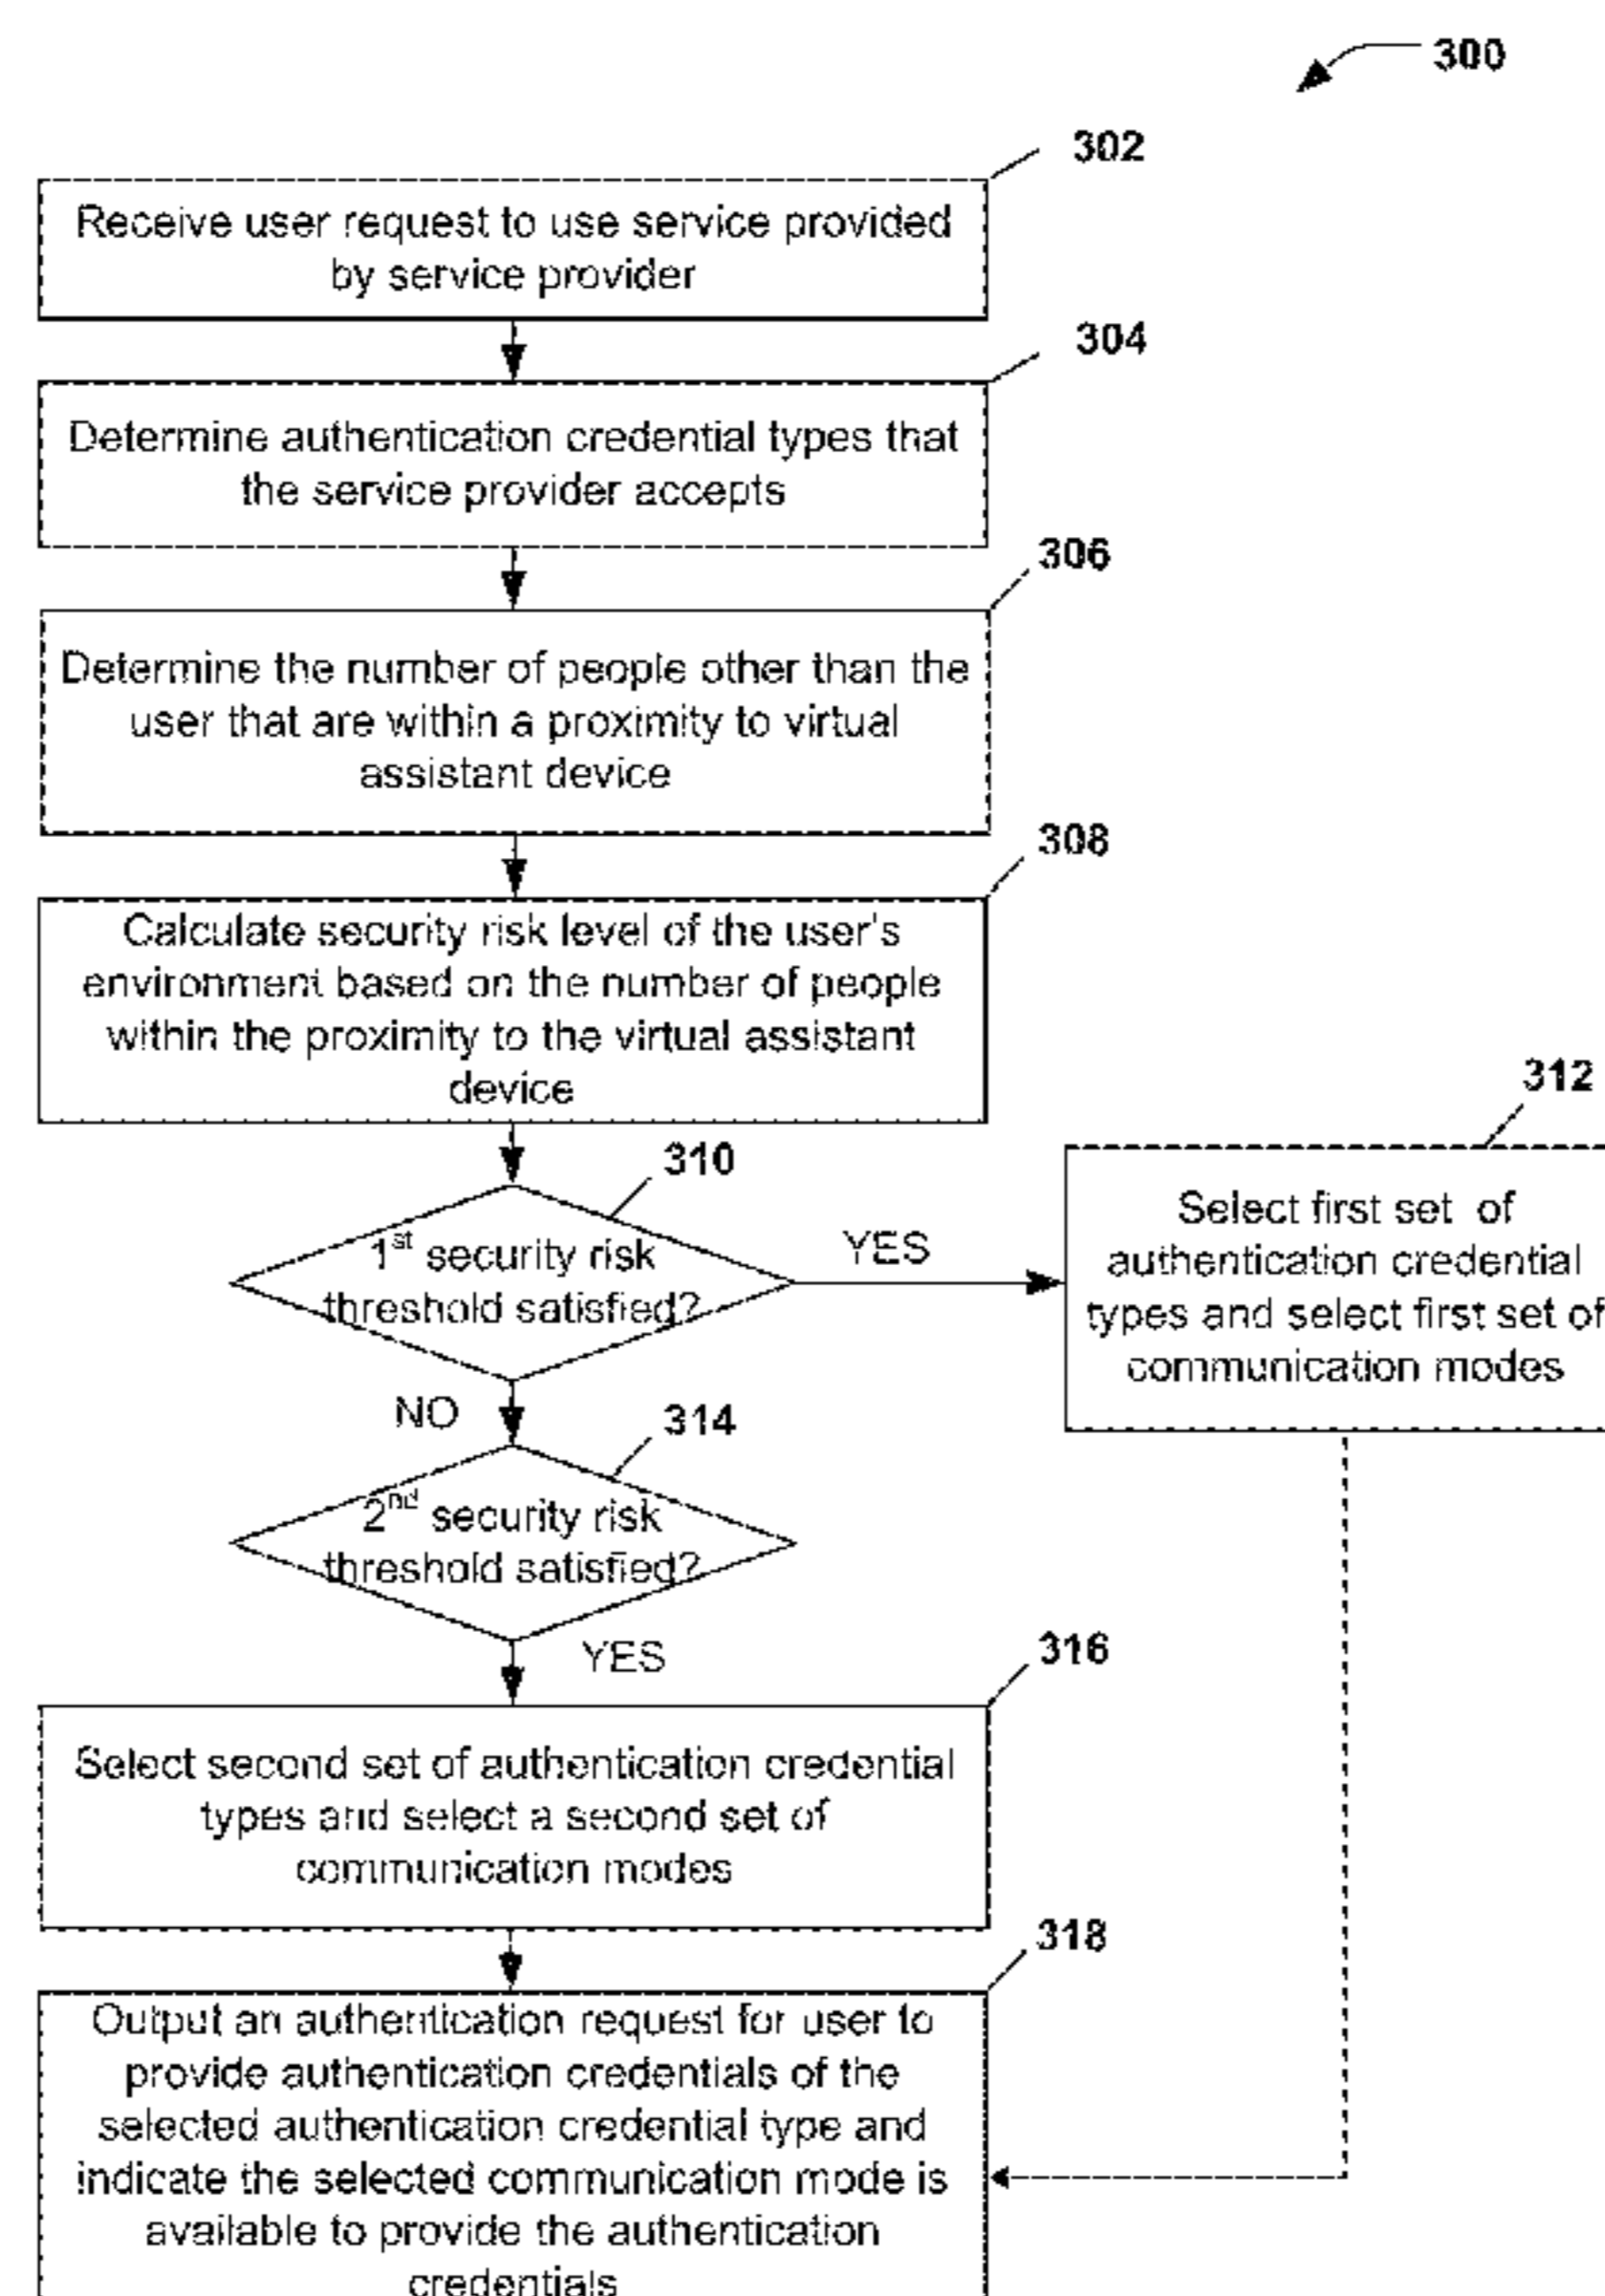 300
302
Receive user request to use service provided
by service provider
304
Determine authentication credential types that
the service provider accepts
306
Determine the number of people other than the
user that are within a proximity to virtual
assistant device
308
Calculate security risk level of the user's
environment based on the number of people
within the proximity to the virtual assistant
device
310
1st security risk
threshold satisfied?
YES
312
Select first set of
authentication credential
types and select first set of
communication modes
NO
314
2nd security risk
threshold satisfied?
YES
316
Select second set of authentication credential
types and select a second set of
communication modes
318
Output an authentication request for user to
provide authentication credentials of the
selected authentication credential type and
indicate the selected communication mode is
available to provide the authentication
credentials